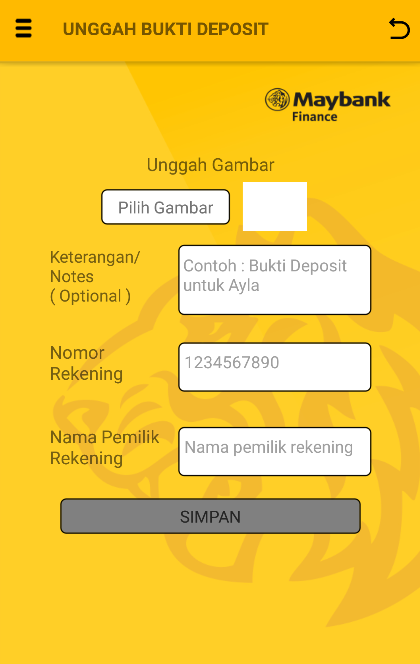 UNGGAH BUKTI DEPOSIT
Maybank
Finance
Unggah Gambar
Pilih Gambar
Keterangan/
Notes
( Optional )
Contoh : Bukti Deposit
untuk Ayla
Nomor
Rekening
1234567890
Nama Pemilik
Rekening
Nama pemilik rekening
SIMPAN